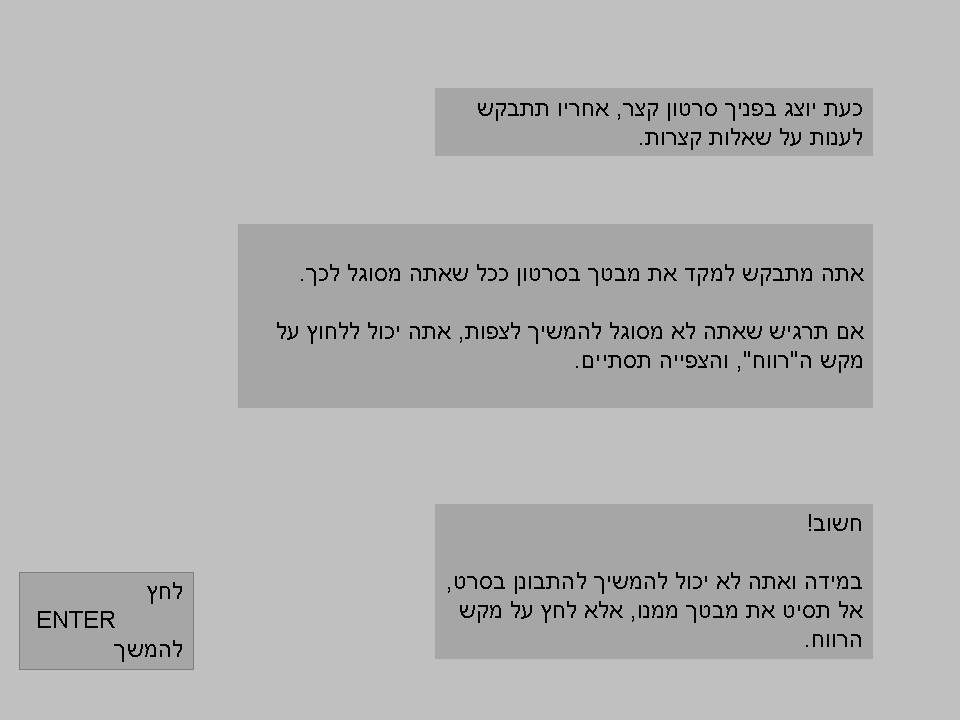 כעת יוצג בפניך סרטון קצר, אחריו תתבקש
לענות על שאלות קצרות.
אתה מתבקש למקד את מבטך בסרטון ככל שאתה מסוגל לכך.
אם תרגיש שאתה לא מסוגל להמשיך לצפות, אתה יכול ללחוץ על
מקש ה"רווח", והצפייה תסתיים.
חשוב!
במידה ואתה לא יכול להמשיך להתבונן בסרט,
אל תסיט את מבטך ממנו, אלא לחץ על מקש
הרווח.
לחץ
ENTER
להמשך